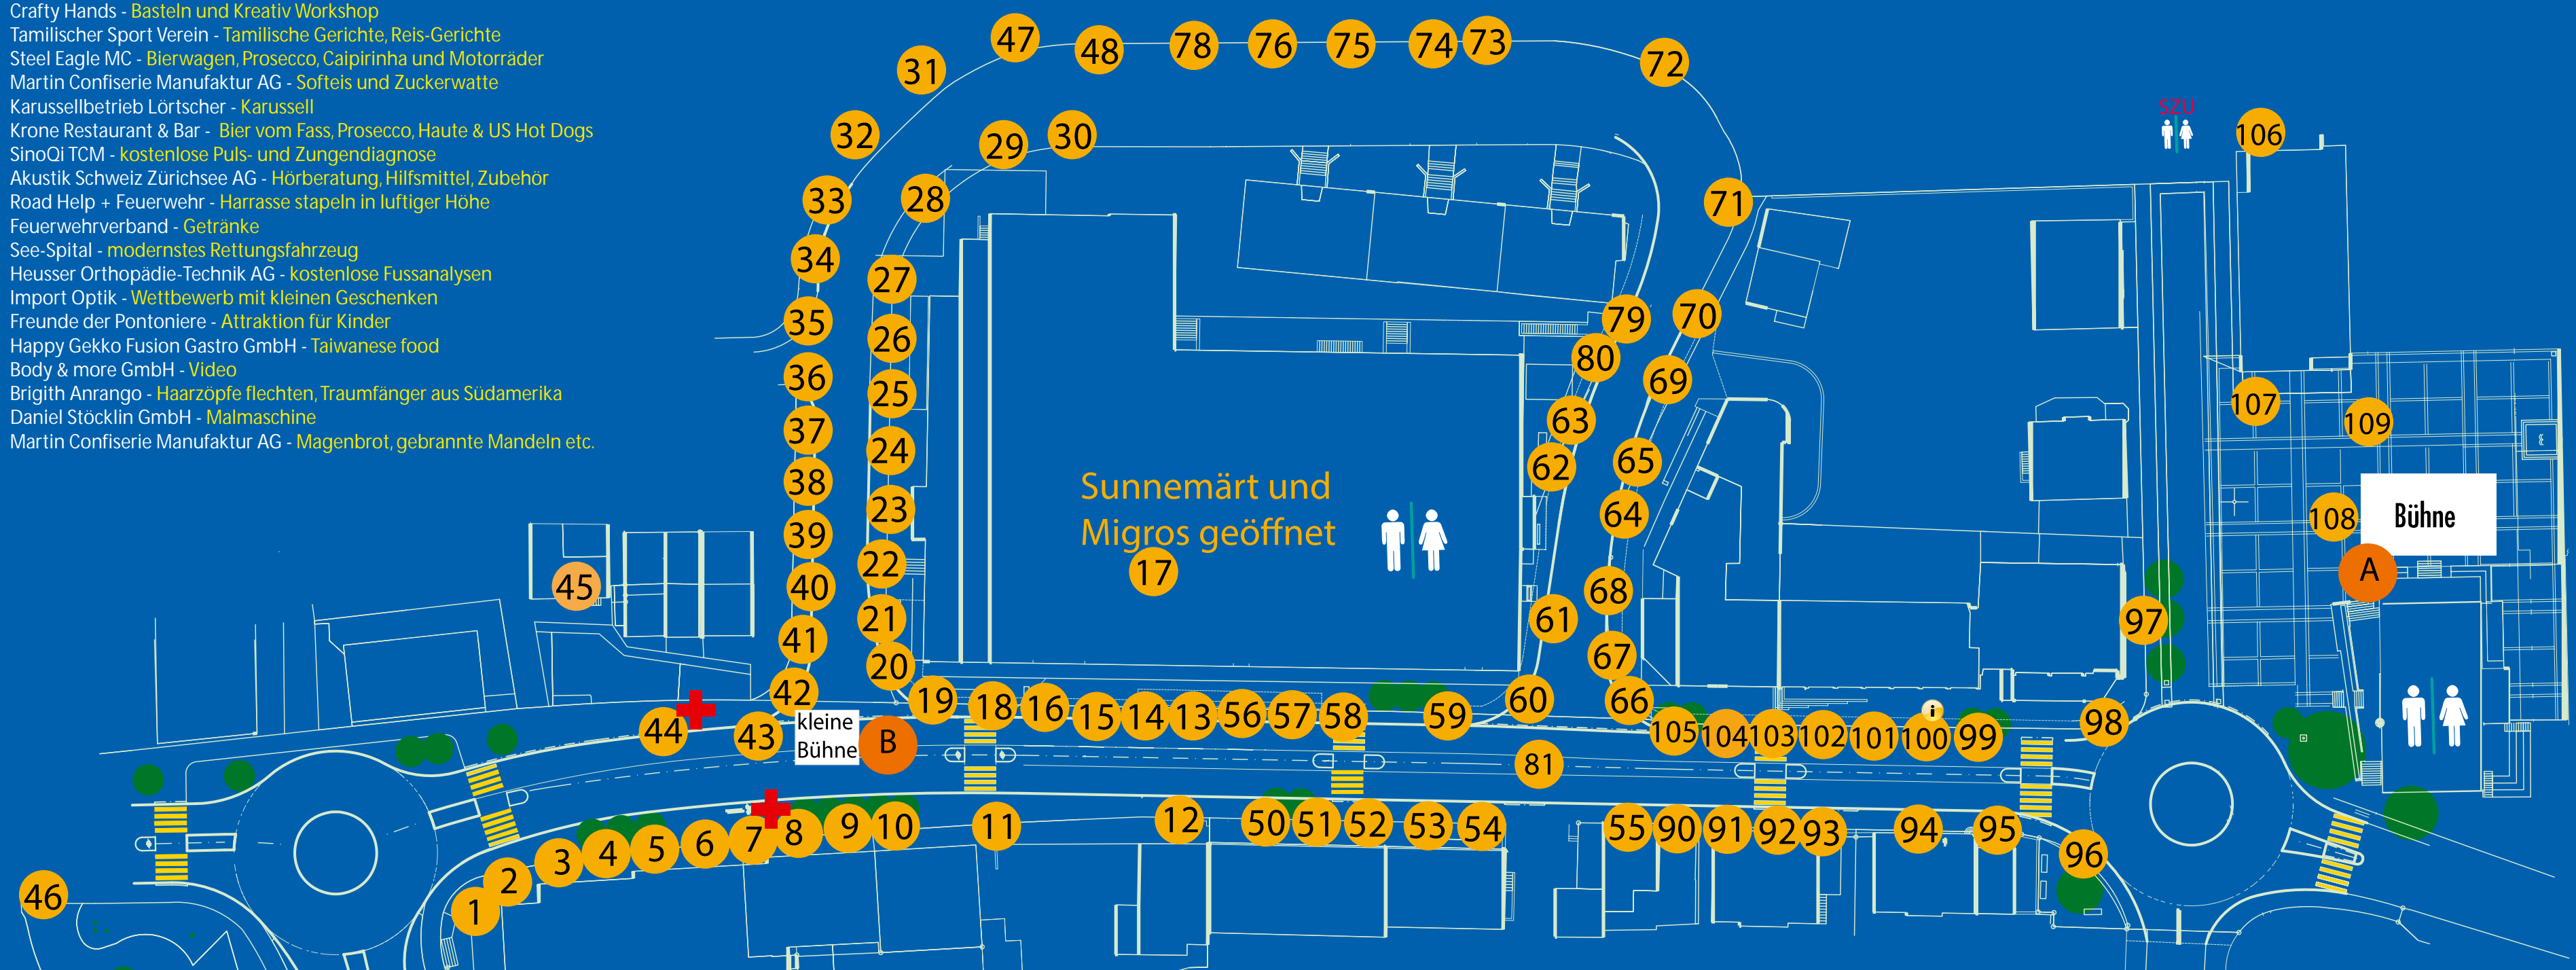 Crafty Hands - Basteln und Kreativ Workshop
Tamilischer Sport Verein - Tamilische Gerichte, Reis-Gerichte
Steel Eagle MC - Bierwagen, Prosecco, Caipirinha und Motorräder
Martin Confiserie Manufaktur AG - Softeis und Zuckerwatte
Karussellbetrieb Lörtscher - Karussell
Krone Restaurant & Bar - Bier vom Fass, Prosecco, Haute & US Hot Dogs
SinoQi TCM - kostenlose Puls- und Zungendiagnose
Akustik Schweiz Zürichsee AG - Hörberatung, Hilfsmittel, Zubehör
Road Help + Feuerwehr - Harrasse stapeln in luftiger Höhe
Feuerwehrverband - Getränke
See-Spital - modernstes Rettungsfahrzeug
Heusser Orthopädie-Technik AG - kostenlose Fussanalysen
Import Optik - Wettbewerb mit kleinen Geschenken
Freunde der Pontoniere - Attraktion für Kinder
Happy Gekko Fusion Gastro GmbH - Taiwanese food
Body & more GmbH - Video
Brigith Anrango - Haarzöpfe flechten, Traumfänger aus Südamerika
Daniel Stöcklin GmbH - Malmaschine
Martin Confiserie Manufaktur AG - Magenbrot, gebrannte Mandeln etc.
47 48 78 76 75 74 73 72
31
32 29 30
33 28
34 27
35 26
36 25
37 24
38 23
39 22
40 21
41 20
42
71
70 79
80 69
63
62 65
64
68
61
67
60 66
SZU
106
107 109
108
Bühne
A
97
98
Sunnemärt und
Migros geöffnet
17
45
44 43
kleine
Bühne
B
19 18 16 15 14 13 56 57 58 59
81
105 104 103 102 101 100 99
i
46
1 2 3 4 5 6 7 8 9 10 11 12 50 51 52 53 54 55 90 91 92 93 94 95 96